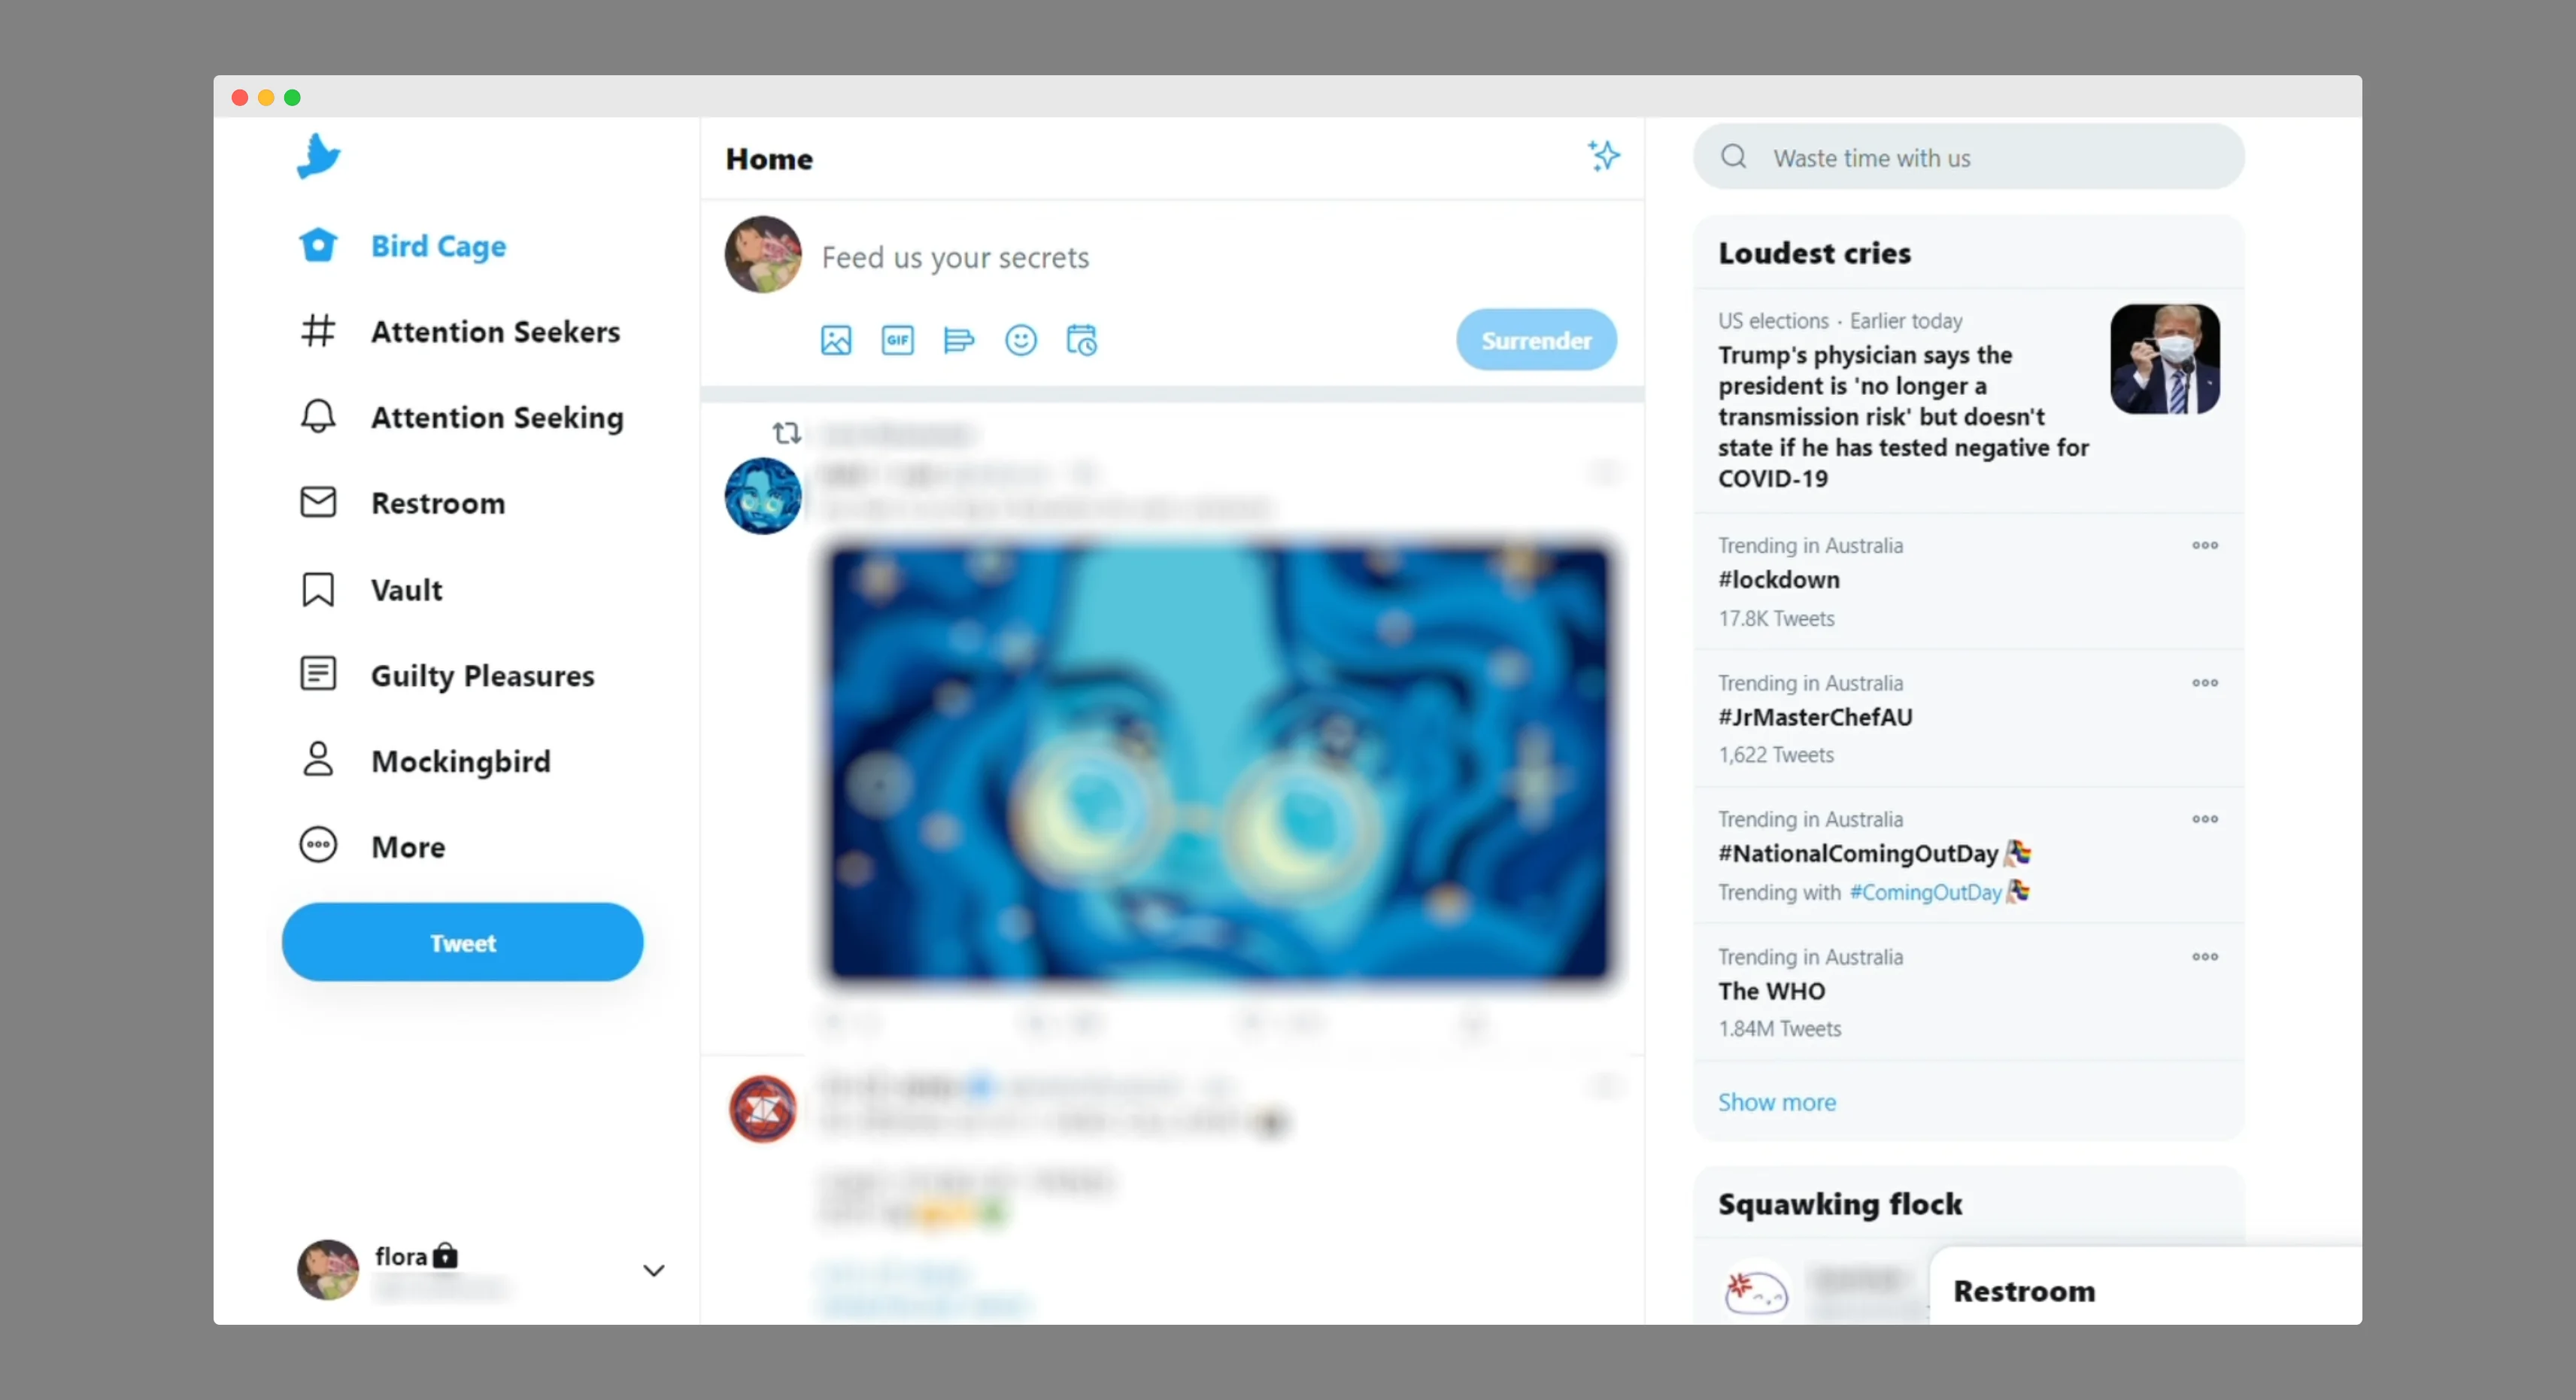 Bird Cage
Attention Seekers
Attention Seeking
Restroom
Vault
Guilty Pleasures
Mockingbird
More
Tweet
flora
Home
Feed us your secrets
GIF
Surrender
Waste time with us
Loudest cries
US elections · Earlier today
Trump's physician says the
president is 'no longer a
transmission risk' but doesn't
state if he has tested negative for
COVID-19
Trending in Australia
#lockdown
17.8K Tweets
Trending in Australia
#JrMasterChefAU
1,622 Tweets
Trending in Australia
#NationalComingOutDay
Trending with #ComingOutDay
Trending in Australia
The WHO
1.84M Tweets
Show more
Squawking flock
Restroom